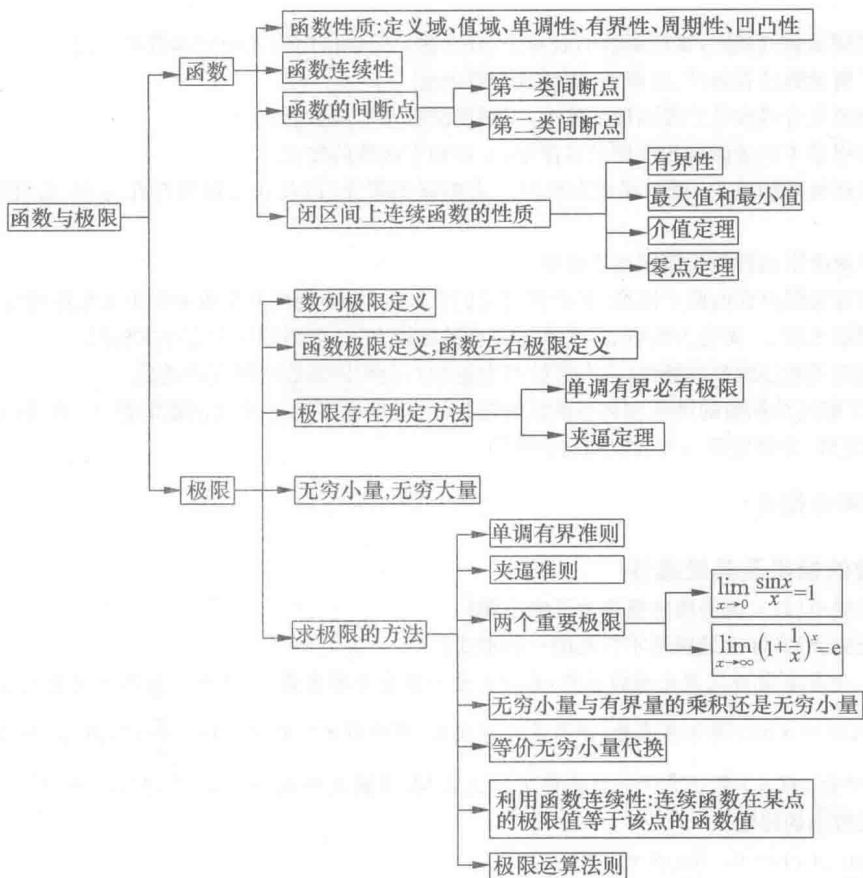 函数与极限
函数
函数性质:定义域、值域、单调性、有界性、周期性、凹凸性
函数连续性
函数的间断点
第一类间断点
第二类间断点
闭区间上连续函数的性质
有界性
最大值和最小值
介值定理
零点定理
极限
数列极限定义
函数极限定义,函数左右极限定义
极限存在判定方法
单调有界必有极限
夹逼定理
无穷小量,无穷大量
求极限的方法
单调有界准则
夹逼准则
两个重要极限
lim x→0 sinx/x=1
lim x→∞ (1+1/x)^x=e
无穷小量与有界量的乘积还是无穷小量
等价无穷小量代换
利用函数连续性:连续函数在某点
的极限值等于该点的函数值
极限运算法则